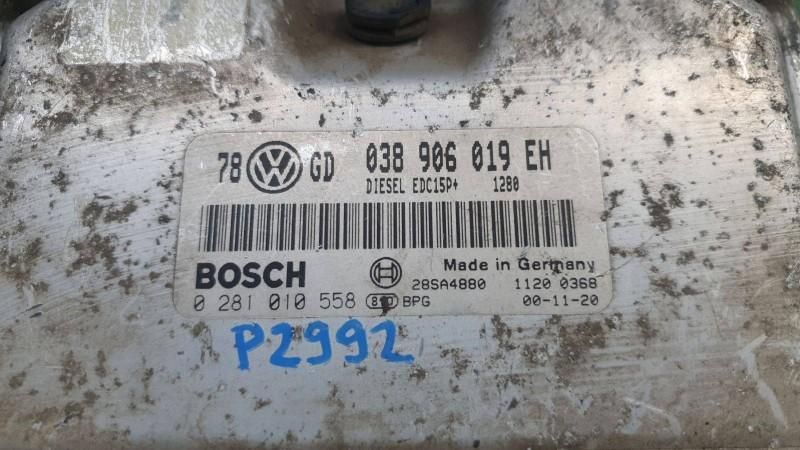 78 GD 038 906 019 EH
DIESEL EDC15P+ 1280
BOSCH Made in Germany
28SA4880 1120 0368
0 281 010 558 BPG 00-11-20
P2992